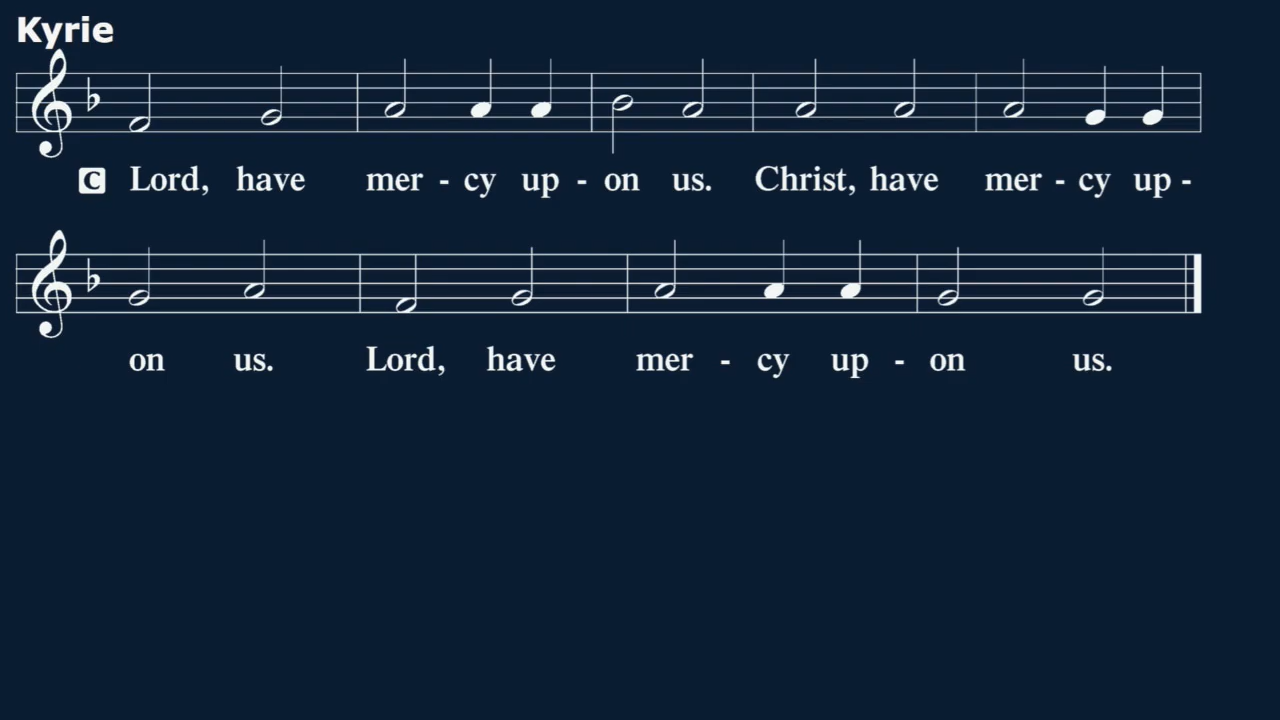 Kyrie
C Lord, have mer - cy up - on us. Christ, have mer - cy up -
on us. Lord, have mer - cy up - on us.